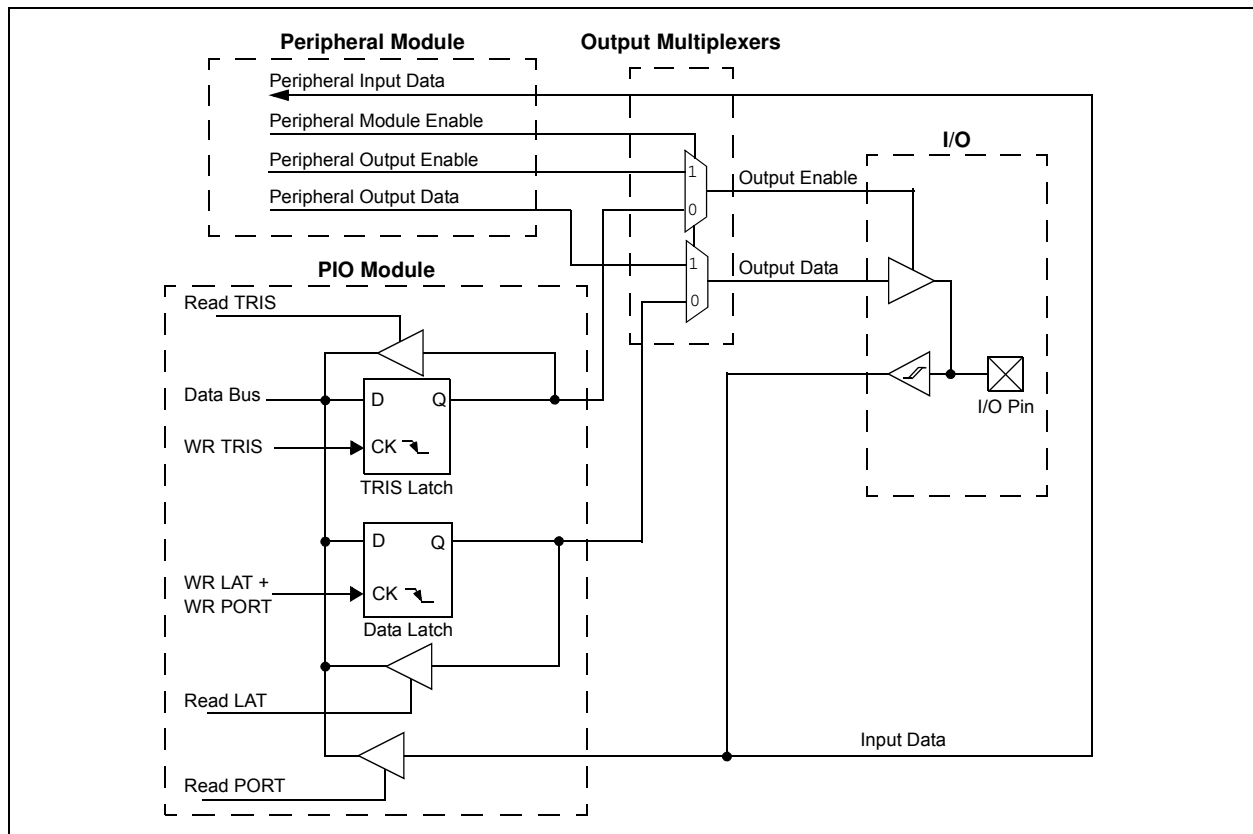 Peripheral Module
Output Multiplexers
Peripheral Input Data
Peripheral Module Enable
Peripheral Output Enable
Peripheral Output Data
1
0
1
0
Output Enable
Output Data
I/O
I/O Pin
PIO Module
Read TRIS
Data Bus
D
Q
WR TRIS
CK
TRIS Latch
D
Q
WR LAT +
WR PORT
CK
Data Latch
Read LAT
Read PORT
Input Data